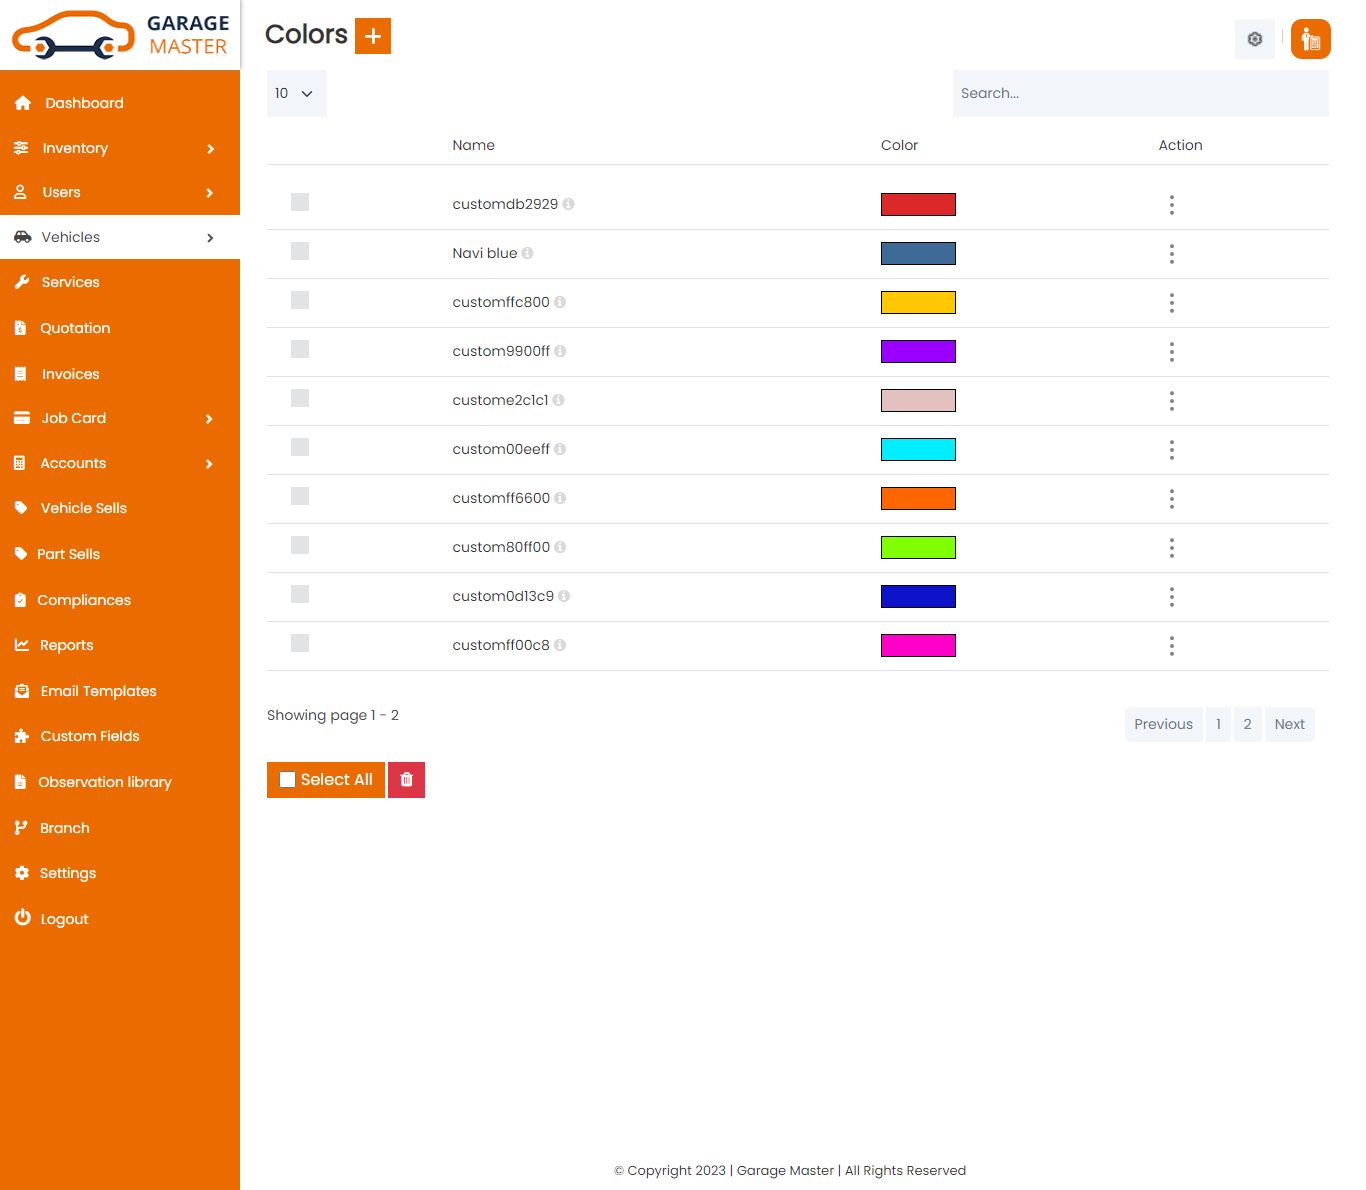 GARAGE
MASTER
Dashboard
Inventory
Users
Vehicles
Services
Quotation
Invoices
Job Card
Accounts
Vehicle Sells
Part Sells
Compliances
Reports
Email Templates
Custom Fields
Observation library
Branch
Settings
Logout
Colors +
10
Search...
Name Color Action
customdb2929
Navi blue
customffc800
custom9900ff
custome2c1c1
custom00eeff
customff6600
custom80ff00
custom0d13c9
customff00c8
Showing page 1 - 2
Previous 1 2 Next
Select All
© Copyright 2023 | Garage Master | All Rights Reserved